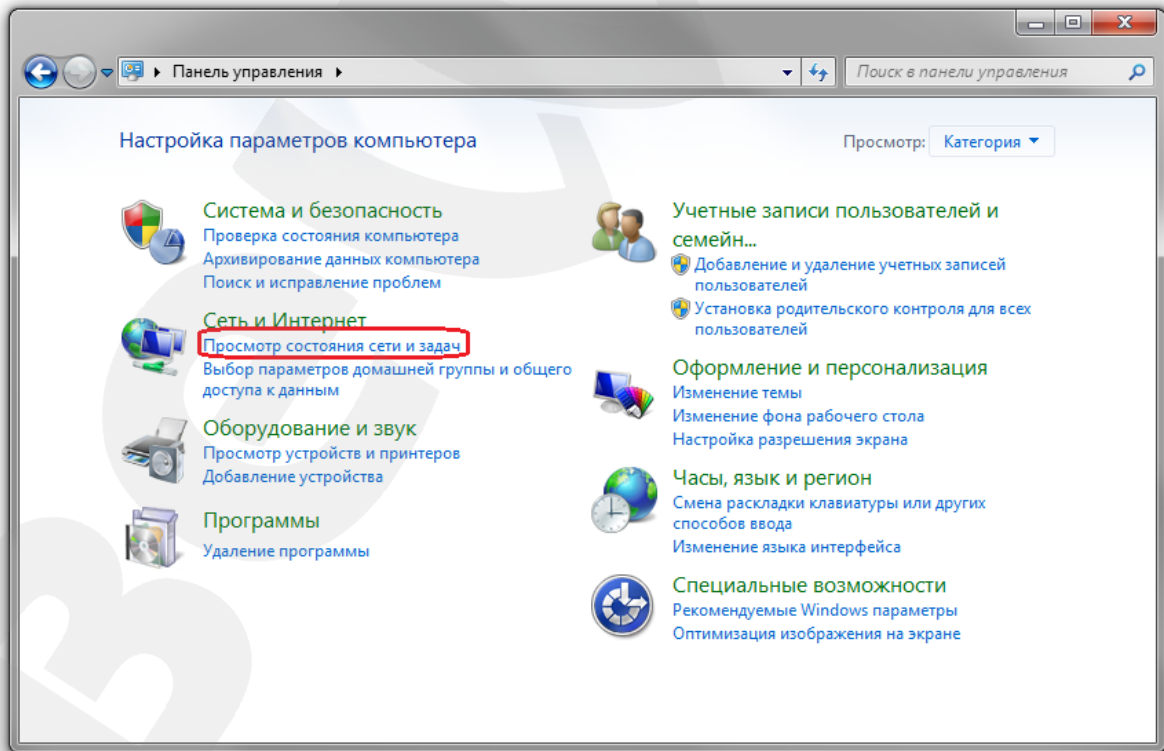 Панель управления
Поиск в панели управления
Настройка параметров компьютера
Просмотр: Категория
Система и безопасность
Проверка состояния компьютера
Архивирование данных компьютера
Поиск и исправление проблем
Сеть и Интернет
Просмотр состояния сети и задач
Выбор параметров домашней группы и общего
доступа к данным
Оборудование и звук
Просмотр устройств и принтеров
Добавление устройства
Программы
Удаление программы
Учетные записи пользователей и
семейн...
Добавление и удаление учетных записей
пользователей
Установка родительского контроля для всех
пользователей
Оформление и персонализация
Изменение темы
Изменение фона рабочего стола
Настройка разрешения экрана
Часы, язык и регион
Смена раскладки клавиатуры или других
способов ввода
Изменение языка интерфейса
Специальные возможности
Рекомендуемые Windows параметры
Оптимизация изображения на экране